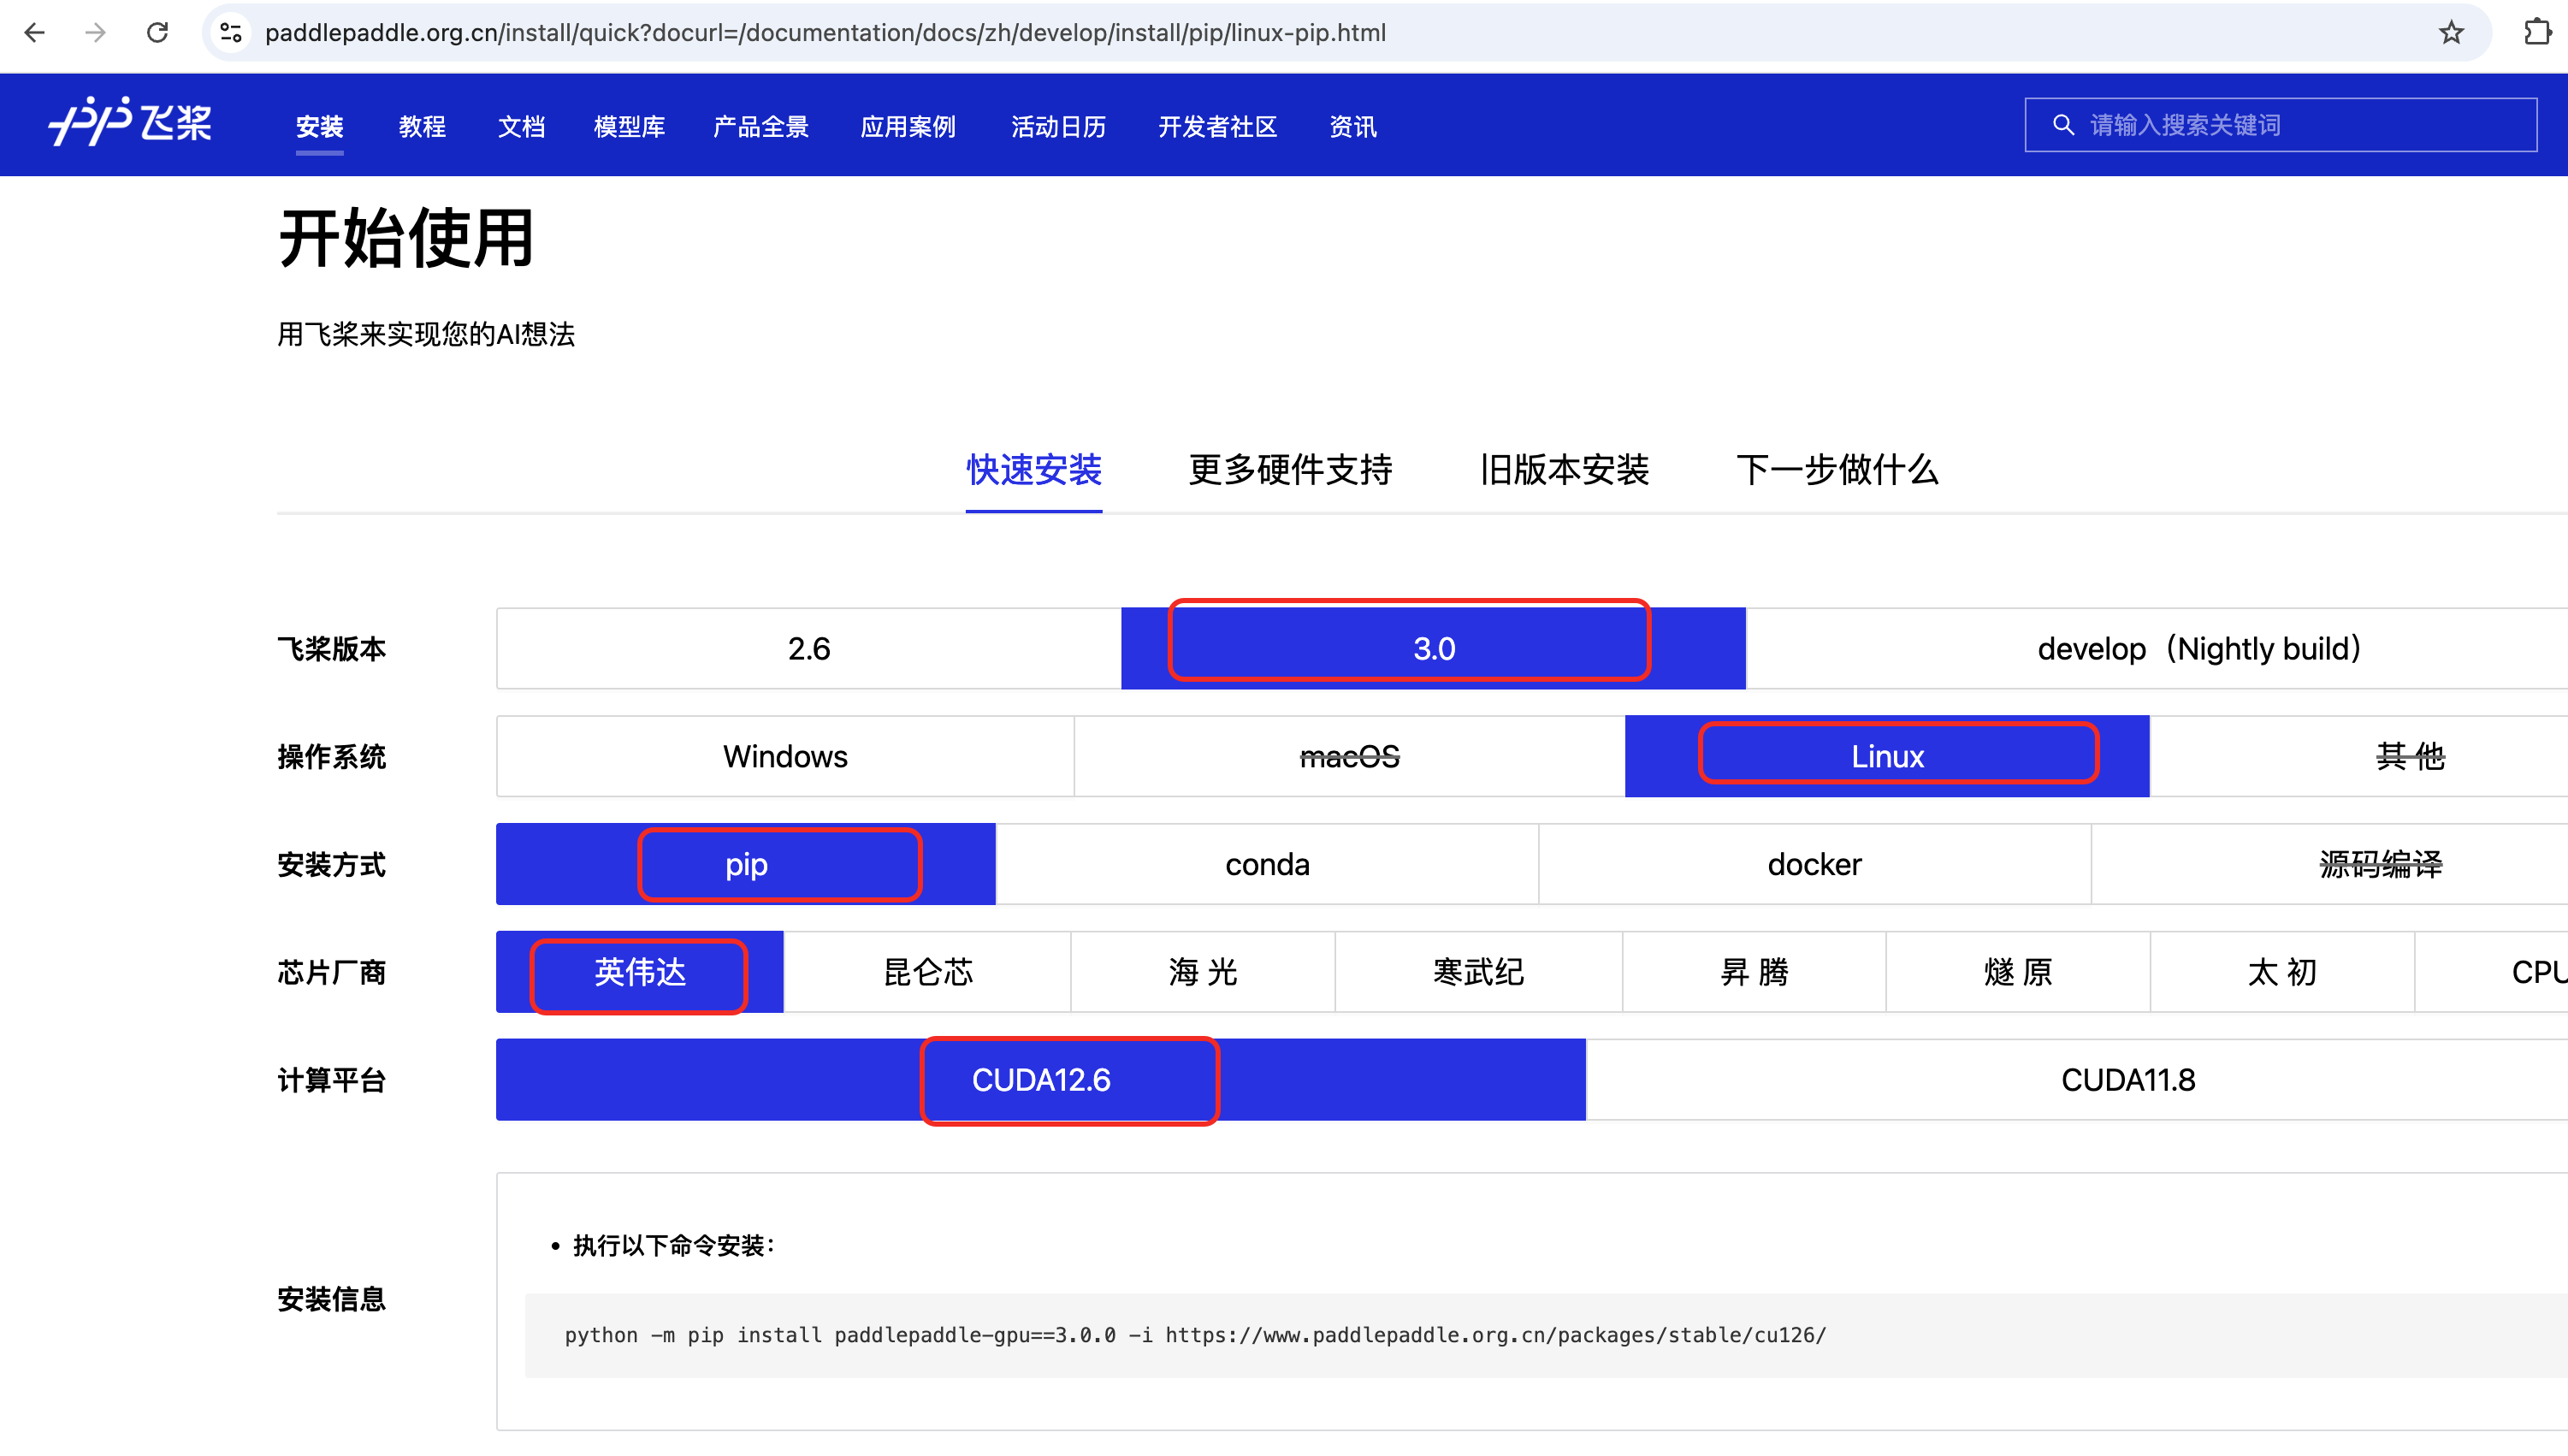 paddlepaddle.org.cn/install/quick?docurl=/documentation/docs/zh/develop/install/pip/linux-pip.html
飞桨 安装 教程 文档 模型库 产品全景 应用案例 活动日历 开发者社区 资讯 请输入搜索关键词
开始使用
用飞桨来实现您的AI想法
快速安装 更多硬件支持 旧版本安装 下一步做什么
飞桨版本 2.6 3.0 develop（Nightly build）
操作系统 Windows macOS Linux 其 他
安装方式 pip conda docker 源码编译
芯片厂商 英伟达 昆仑芯 海 光 寒武纪 昇 腾 燧 原 太 初 CPU
计算平台 CUDA12.6 CUDA11.8
• 执行以下命令安装：
安装信息
python -m pip install paddlepaddle-gpu==3.0.0 -i https://www.paddlepaddle.org.cn/packages/stable/cu126/